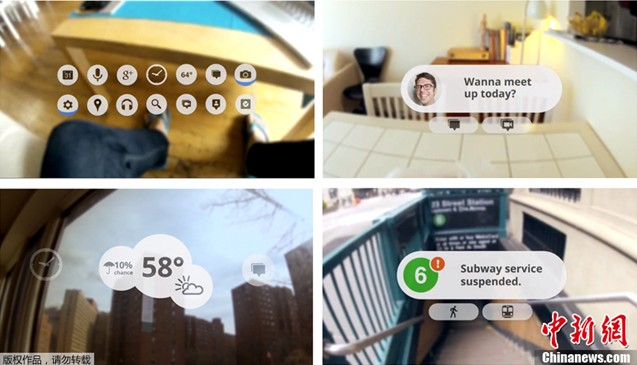 31
g+
64°
Wanna meet
up today?
10%
chance
58°
23 Street Station
6
!
Subway service
suspended.
版权作品，请勿转载
中新网
Chinanews.com